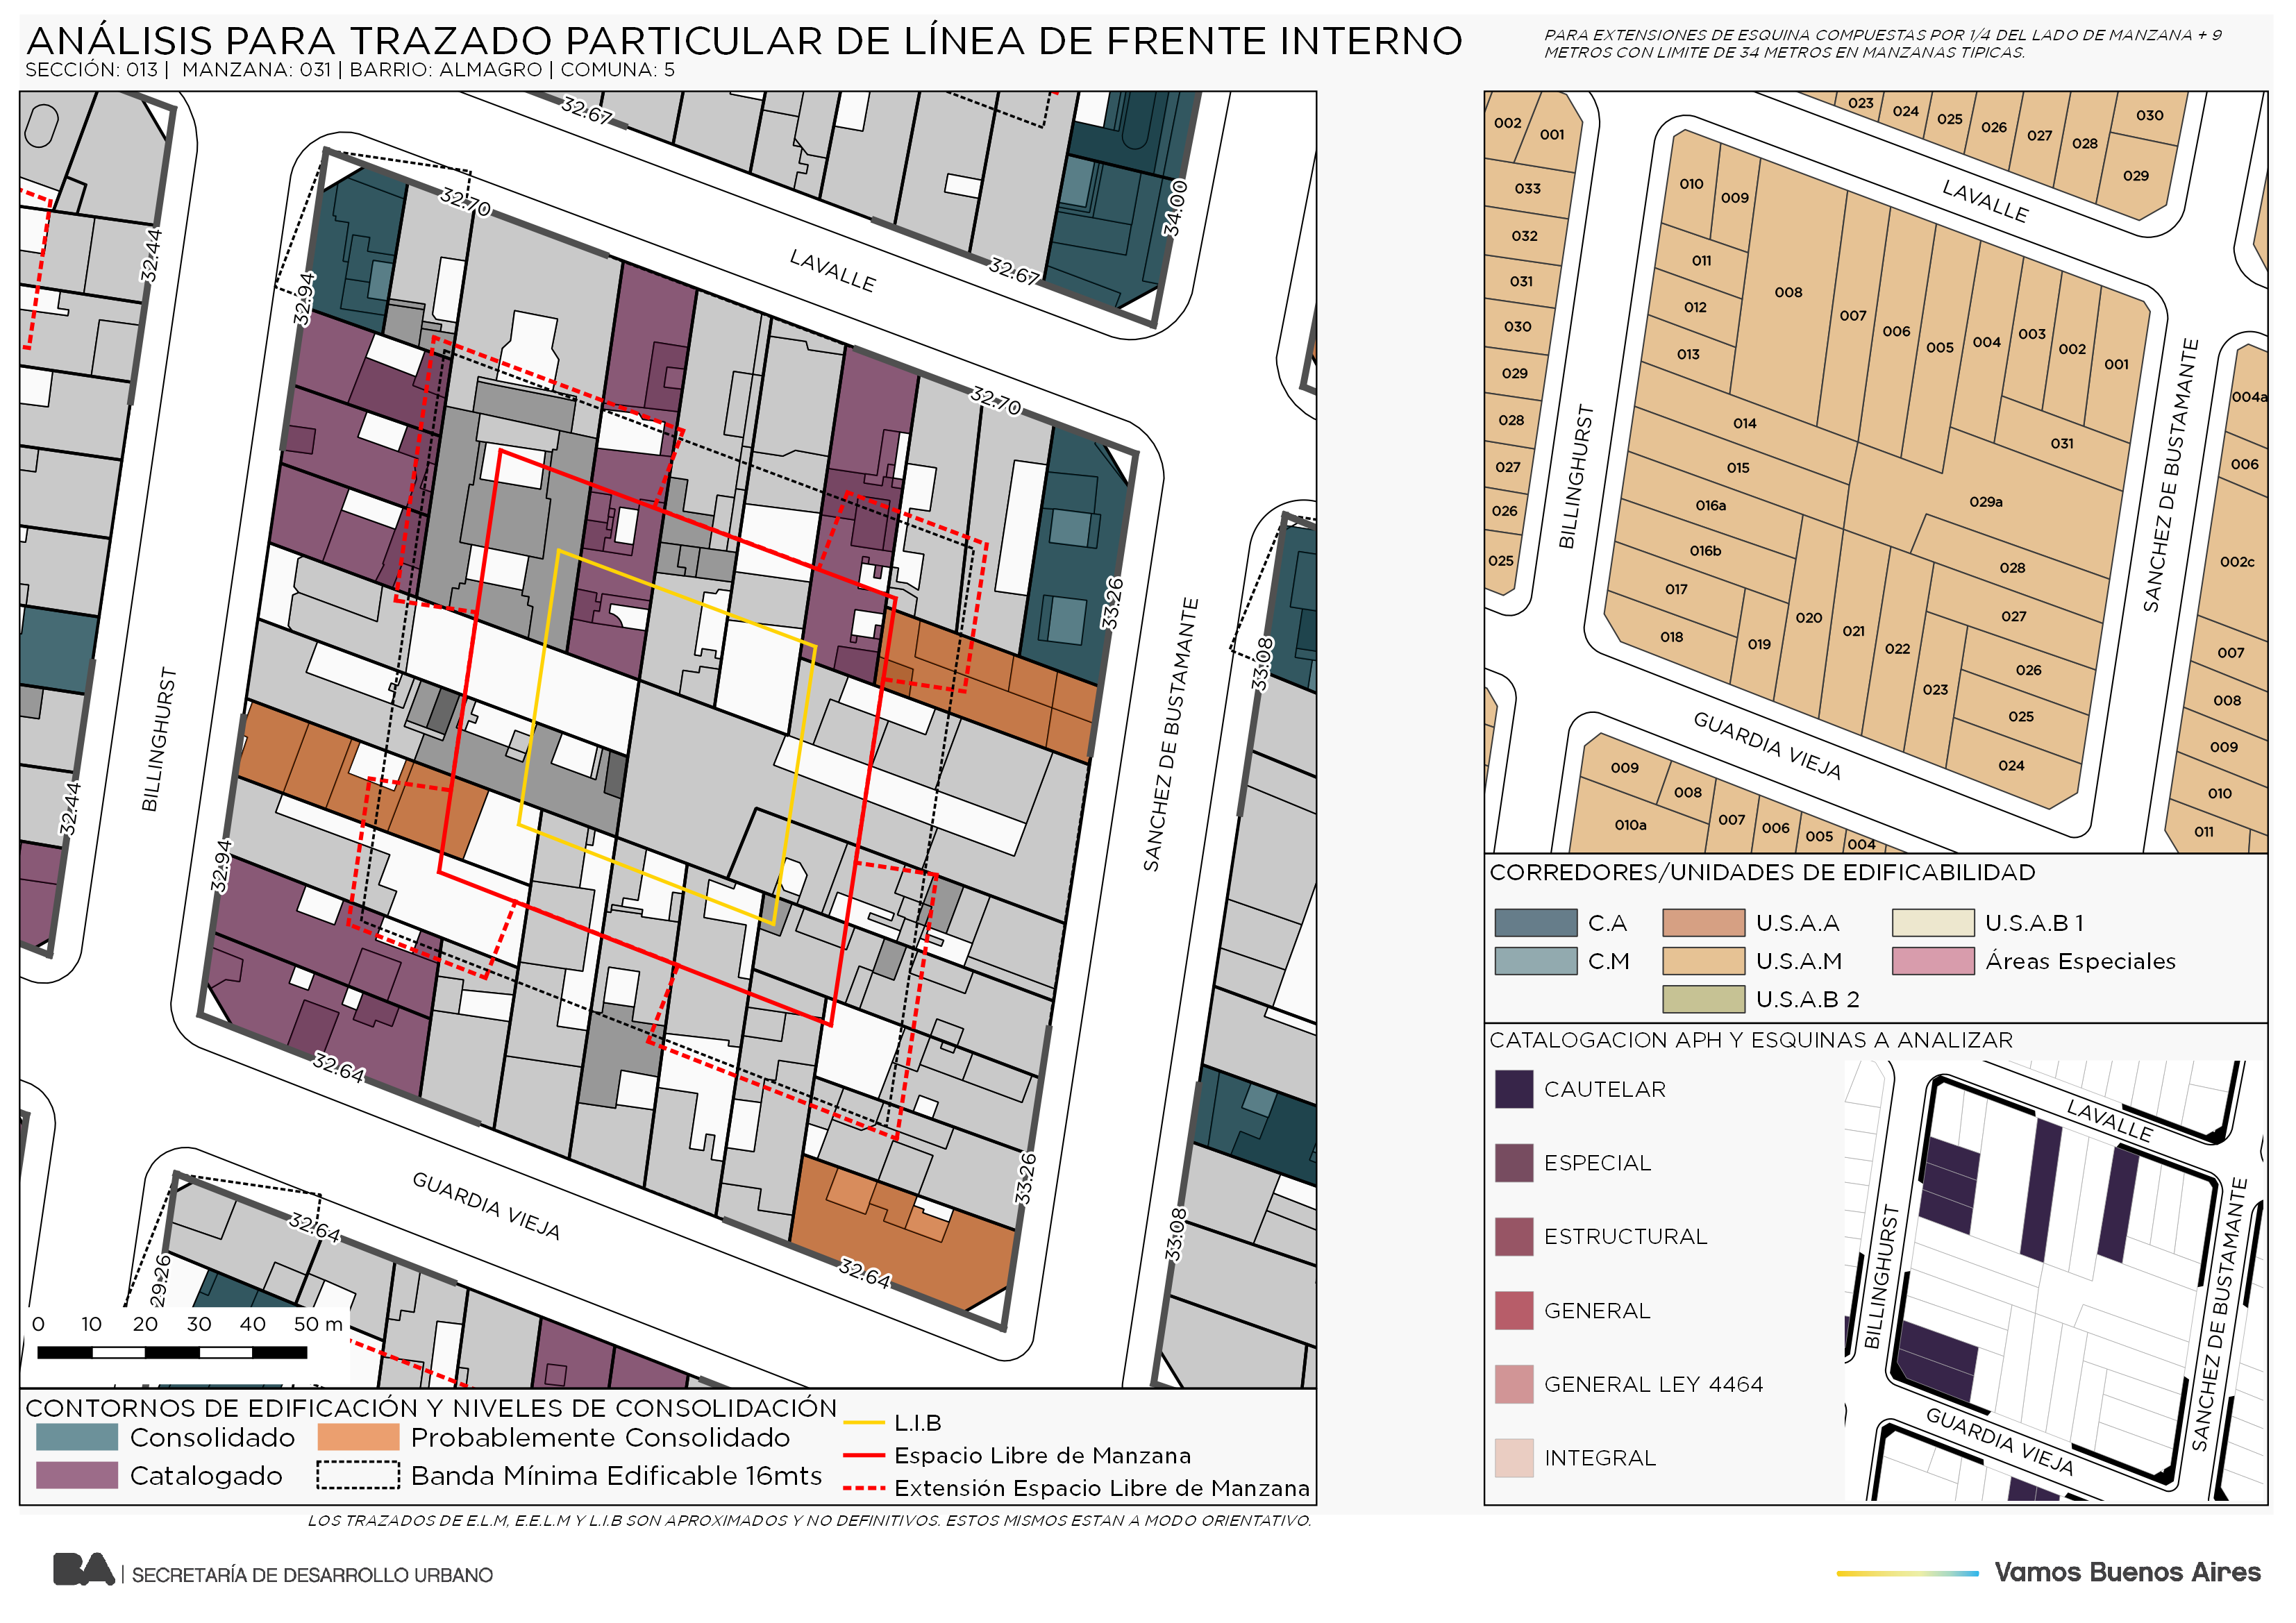 ANÁLISIS PARA TRAZADO PARTICULAR DE LÍNEA DE FRENTE INTERNO
SECCIÓN: 013 | MANZANA: 031 | BARRIO: ALMAGRO | COMUNA: 5
PARA EXTENSIONES DE ESQUINA COMPUESTAS POR 1/4 DEL LADO DE MANZANA + 9
METROS CON LIMITE DE 34 METROS EN MANZANAS TIPICAS.
32.67
32.70
34.00
32.44
LAVALLE
32.67
32.94
32.70
33.26
33.08
BILLINGHURST
SANCHEZ DE BUSTAMANTE
32.44
32.94
32.64
GUARDIA VIEJA
33.26
33.08
32.64
32.64
29.26
0 10 20 30 40 50 m
CONTORNOS DE EDIFICACIÓN Y NIVELES DE CONSOLIDACIÓN
Consolidado
Probablemente Consolidado
Catalogado
Banda Mínima Edificable 16mts
L.I.B
Espacio Libre de Manzana
Extensión Espacio Libre de Manzana
LOS TRAZADOS DE E.L.M, E.E.L.M Y L.I.B SON APROXIMADOS Y NO DEFINITIVOS. ESTOS MISMOS ESTAN A MODO ORIENTATIVO.
002 001 023 024 025 026 027 028 030 029
033 032 031 030 029 028 027 026 025
LAVALLE
010 009 008 007 006 005 004 003 002 001
011 012 013 014 015 016a 016b 017 018 019
020 021 022 023 031 029a 028 027 026 025 024
BILLINGHURST
SANCHEZ DE BUSTAMANTE
GUARDIA VIEJA
004a 006 002c 007 008 009 010 011
009 008 010a 007 006 005 004
CORREDORES/UNIDADES DE EDIFICABILIDAD
C.A
U.S.A.A
U.S.A.B 1
C.M
U.S.A.M
Áreas Especiales
U.S.A.B 2
CATALOGACION APH Y ESQUINAS A ANALIZAR
CAUTELAR
ESPECIAL
ESTRUCTURAL
GENERAL
GENERAL LEY 4464
INTEGRAL
LAVALLE
BILLINGHURST
SANCHEZ DE BUSTAMANTE
GUARDIA VIEJA
BA | SECRETARÍA DE DESARROLLO URBANO
Vamos Buenos Aires